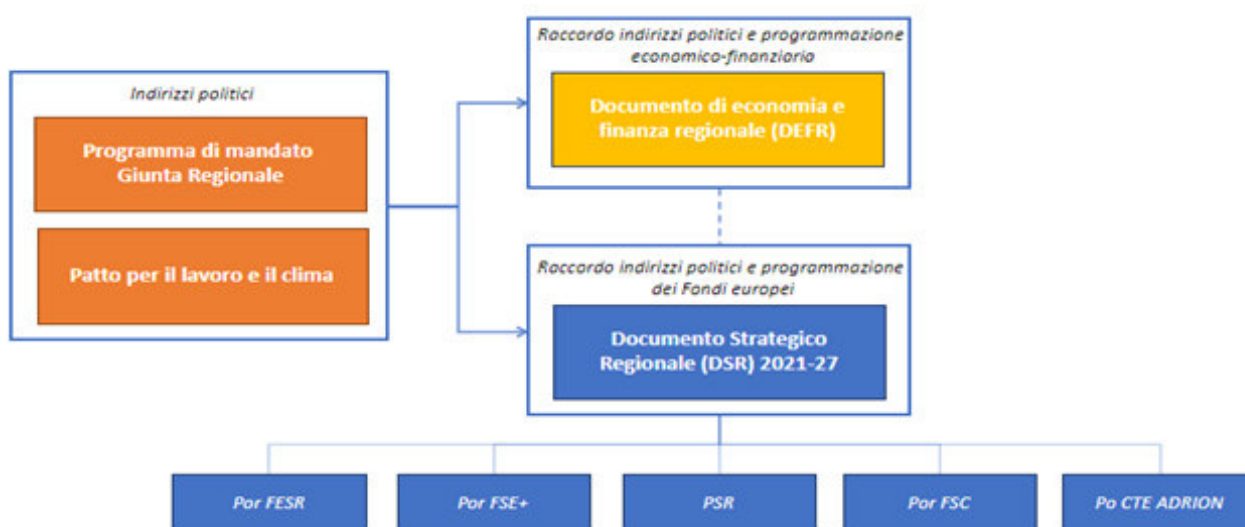 Indirizzi politici
Programma di mandato
Giunta Regionale
Patto per il lavoro e il clima
Raccordo indirizzi politici e programmazione
economico-finanziaria
Documento di economia e
finanza regionale (DEFR)
Raccordo indirizzi politici e programmazione
dei Fondi europei
Documento Strategico
Regionale (DSR) 2021-27
Por FESR
Por FSE+
PSR
Por FSC
Po CTE ADRION